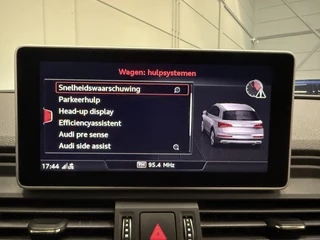 Wagen: hulpsystemen
Snelheidswaarschuwing
Parkeerhulp
Head-up display
Efficiencyassistent
Audi pre sense
Audi side assist
17:44
95.4 MHz